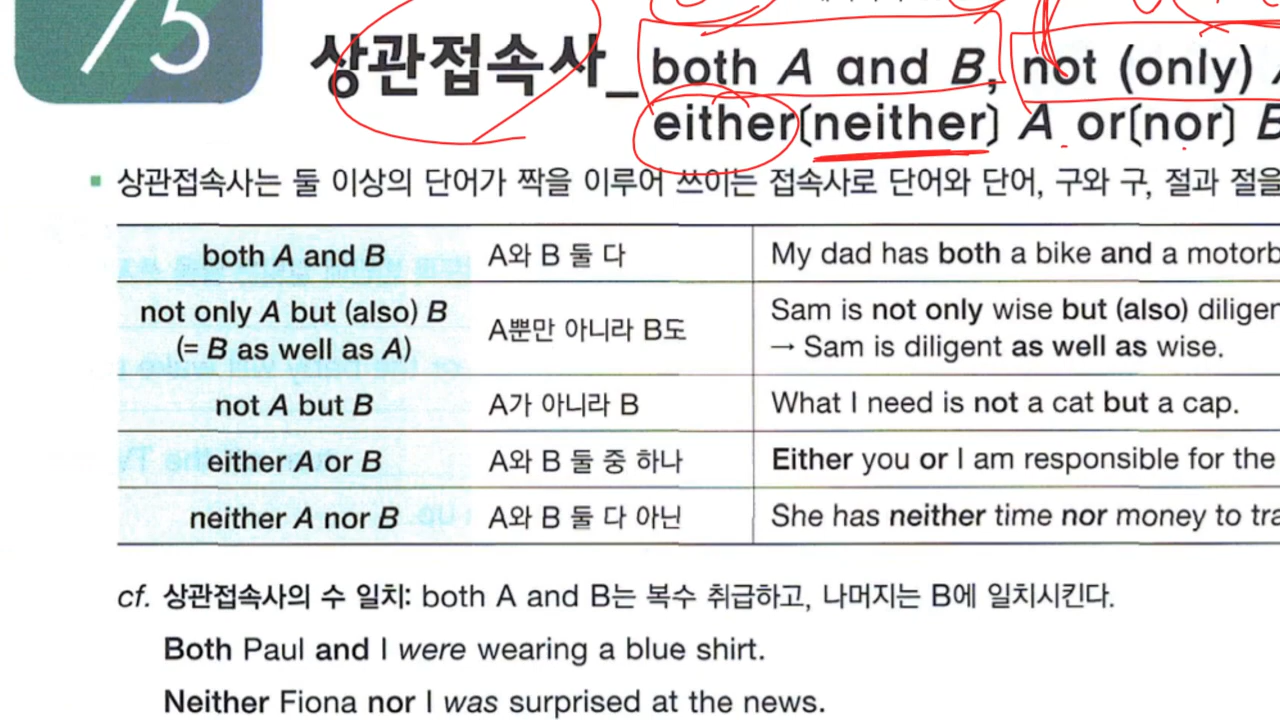 75
상관접속사_both A and B, not (only)
either(neither) A or(nor) B
상관접속사는 둘 이상의 단어가 짝을 이루어 쓰이는 접속사로 단어와 단어, 구와 구, 절과 절을
both A and B A와 B 둘 다 My dad has both a bike and a motorb
not only A but (also) B
(= B as well as A)
A뿐만 아니라 B도
Sam is not only wise but (also) diliger
→ Sam is diligent as well as wise.
not A but B A가 아니라 B What I need is not a cat but a cap.
either A or B A와 B 둘 중 하나 Either you or I am responsible for the
neither A nor B A와 B 둘 다 아닌 She has neither time nor money to tra
cf. 상관접속사의 수 일치: both A and B는 복수 취급하고, 나머지는 B에 일치시킨다.
Both Paul and I were wearing a blue shirt.
Neither Fiona nor I was surprised at the news.